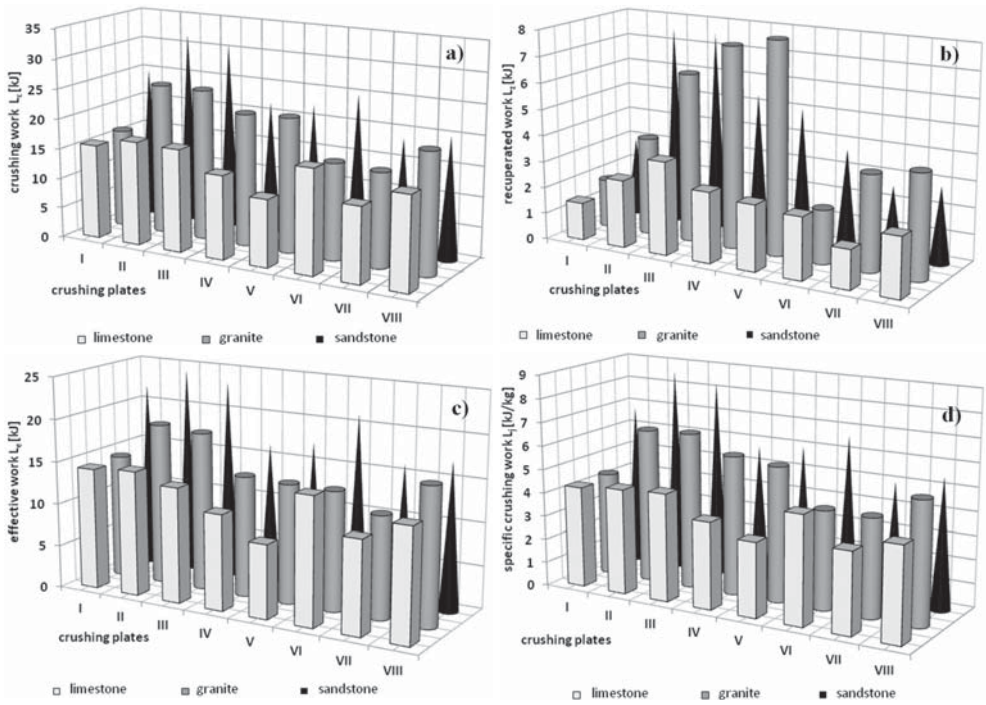 a)
crushing work Lc [kJ]
35
30
25
20
15
10
5
0
I
II
III
IV
V
VI
VII
VIII
crushing plates
limestone granite sandstone
b)
recuperated work Lr [kJ]
8
7
6
5
4
3
2
1
0
I
II
III
IV
V
VI
VII
VIII
crushing plates
limestone granite sandstone
c)
effective work Le [kJ]
25
20
15
10
5
0
I
II
III
IV
V
VI
VII
VIII
crushing plates
limestone granite sandstone
d)
specific crushing work Lj [kJ/kg]
9
8
7
6
5
4
3
2
1
0
I
II
III
IV
V
VI
VII
VIII
crushing plates
limestone granite sandstone